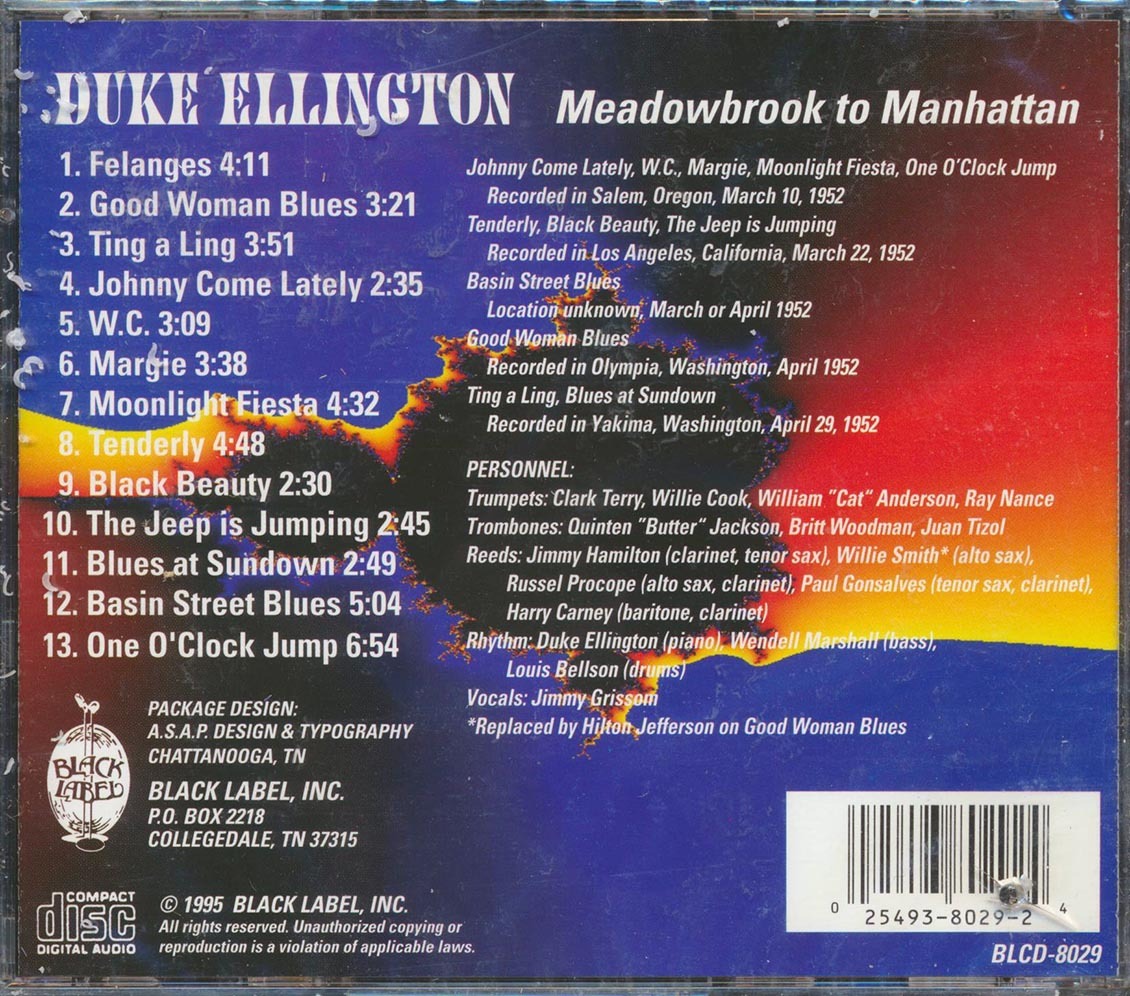 DUKE ELLINGTON
Meadowbrook to Manhattan
1. Felanges 4:11
2. Good Woman Blues 3:21
3. Ting a Ling 3:51
4. Johnny Come Lately 2:35
5. W.C. 3:09
6. Margie 3:38
7. Moonlight Fiesta 4:32
8. Tenderly 4:48
9. Black Beauty 2:30
10. The Jeep is Jumping 2:45
11. Blues at Sundown 2:49
12. Basin Street Blues 5:04
13. One O'Clock Jump 6:54
Johnny Come Lately, W.C., Margie, Moonlight Fiesta, One O'Clock Jump
Recorded in Salem, Oregon, March 10, 1952
Tenderly, Black Beauty, The Jeep is Jumping
Recorded in Los Angeles, California, March 22, 1952
Basin Street Blues
Location unknown, March or April 1952
Good Woman Blues
Recorded in Olympia, Washington, April 1952
Ting a Ling, Blues at Sundown
Recorded in Yakima, Washington, April 29, 1952
PERSONNEL:
Trumpets: Clark Terry, Willie Cook, William "Cat" Anderson, Ray Nance
Trombones: Quinten "Butter" Jackson, Britt Woodman, Juan Tizol
Reeds: Jimmy Hamilton (clarinet, tenor sax), Willie Smith* (alto sax),
Russel Procope (alto sax, clarinet), Paul Gonsalves (tenor sax, clarinet),
Harry Carney (baritone, clarinet)
Rhythm: Duke Ellington (piano), Wendell Marshall (bass),
Louis Bellson (drums)
Vocals: Jimmy Grissom
*Replaced by Hilton Jefferson on Good Woman Blues
PACKAGE DESIGN:
A.S.A.P. DESIGN & TYPOGRAPHY
CHATTANOOGA, TN
BLACK LABEL
BLACK LABEL, INC.
P.O. BOX 2218
COLLEGEDALE, TN 37315
COMPACT
disc
DIGITAL AUDIO
© 1995 BLACK LABEL, INC.
All rights reserved. Unauthorized copying or
reproduction is a violation of applicable laws.
0 25493-8029-2 4
BLCD-8029